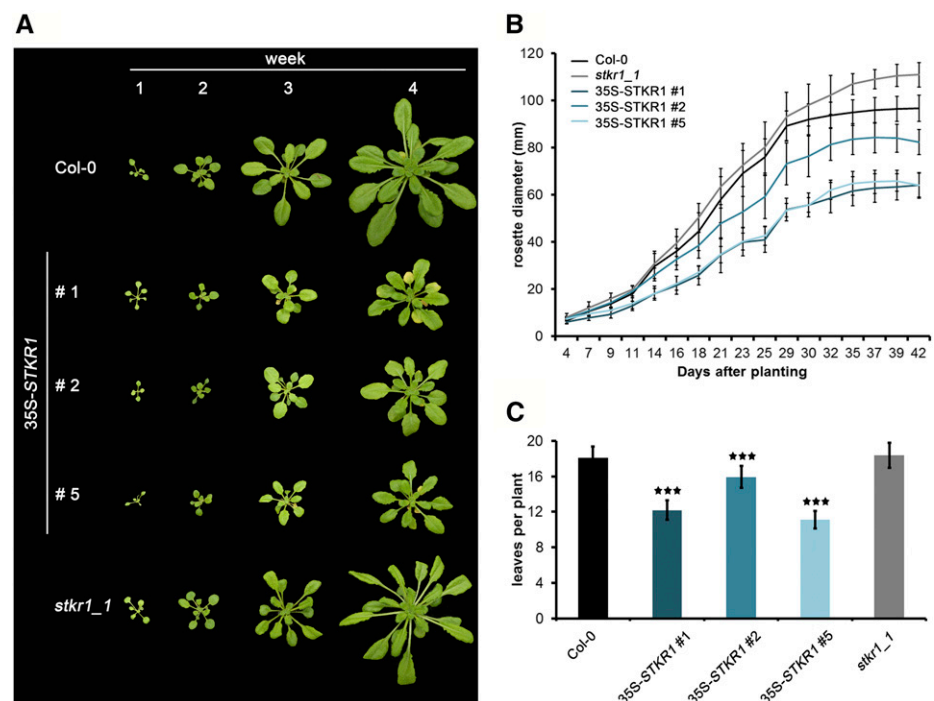 A
week
1 2 3 4
Col-0
35S-STKR1
# 1
# 2
# 5
stkr1_1
B
120
100
80
60
40
20
0
rosette diameter (mm)
Col-0
stkr1_1
35S-STKR1 #1
35S-STKR1 #2
35S-STKR1 #5
4 7 9 11 14 16 18 21 23 25 29 30 32 35 37 39 42
Days after planting
C
20
16
12
8
4
0
leaves per plant
★★★
★★★
★★★
Col-0
35S-STKR1 #1
35S-STKR1 #2
35S-STKR1 #5
stkr1_1